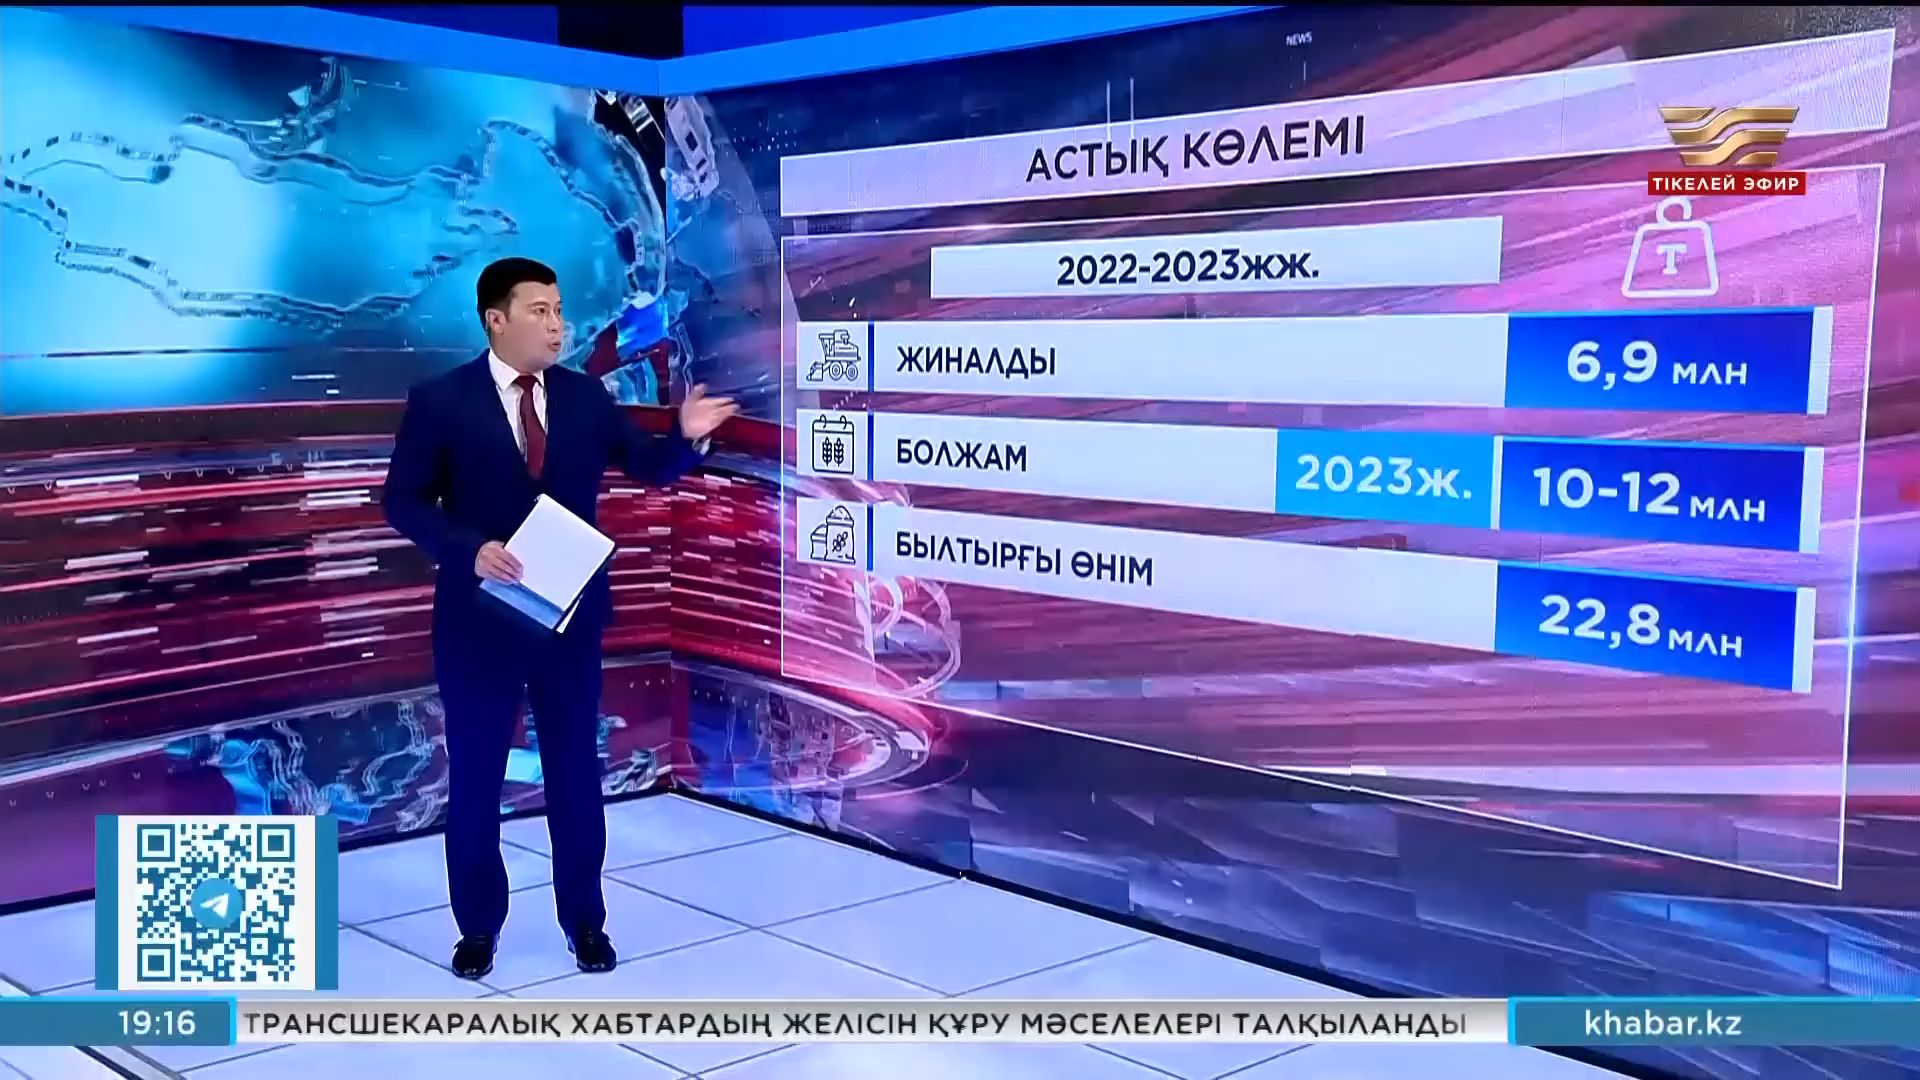 NEWS
АСТЫҚ КӨЛЕМІ
ТІКЕЛЕЙ ЭФИР
2022-2023ЖЖ.
Т
ЖИНАЛДЫ 6,9 МЛН
БОЛЖАМ 2023Ж. 10-12 МЛН
БЫЛТЫРҒЫ ӨНІМ 22,8 МЛН
19:16 ТРАНСШЕКАРАЛЫҚ ХАБТАРДЫҢ ЖЕЛІСІН ҚҰРУ МӘСЕЛЕЛЕРІ ТАЛҚЫЛАНДЫ khabar.kz